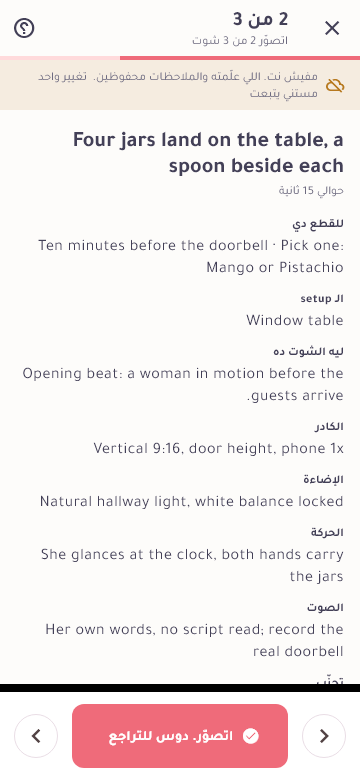 2 من 3
اتصوّر 2 من 3 شوت
مفيش نت. اللي علّمته والملاحظات محفوظين. تغيير واحد
مستني يتبعت
Four jars land on the table, a
spoon beside each
حوالي 15 ثانية
للقطع دي
Ten minutes before the doorbell · Pick one:
Mango or Pistachio
الـ setup
Window table
ليه الشوت ده
Opening beat: a woman in motion before the
guests arrive.
الكادر
Vertical 9:16, door height, phone 1x
الإضاءة
Natural hallway light, white balance locked
الحركة
She glances at the clock, both hands carry
the jars
الصوت
Her own words, no script read; record the
real doorbell
تجنّب
اتصوّر. دوس للتراجع